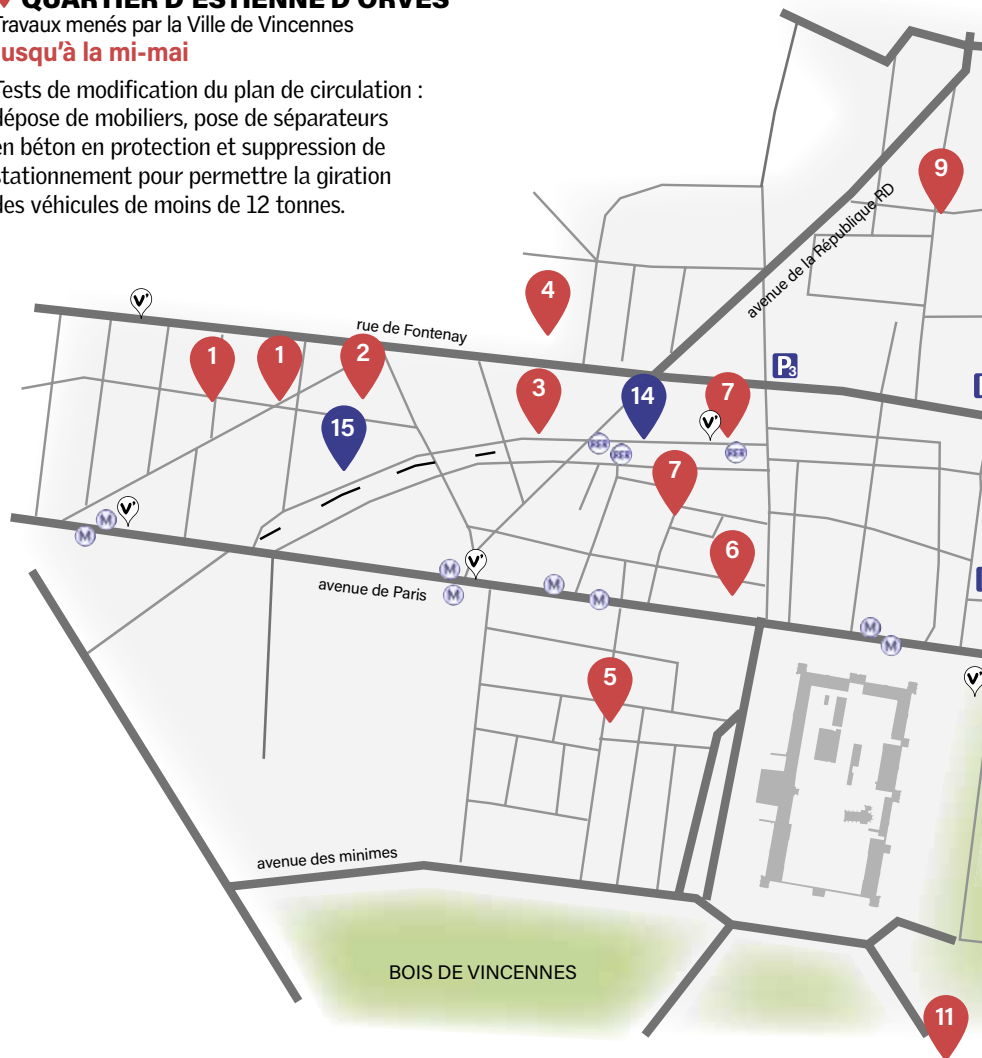 QUARTIER D'ESTIENNE D'ORVES
Travaux menés par la Ville de Vincennes
Jusqu'à la mi-mai
Tests de modification du plan de circulation :
dépose de mobiliers, pose de séparateurs
en béton en protection et suppression de
stationnement pour permettre la giration
des véhicules de moins de 12 tonnes.
9
avenue de la République RD
4
V'
rue de Fontenay
1
1
2
3
14
7
P3
15
V'
RER
RER
RER
7
V'
M
M
6
M
V'
M
avenue de Paris
M
M
M
M
5
V'
avenue des minimes
BOIS DE VINCENNES
11